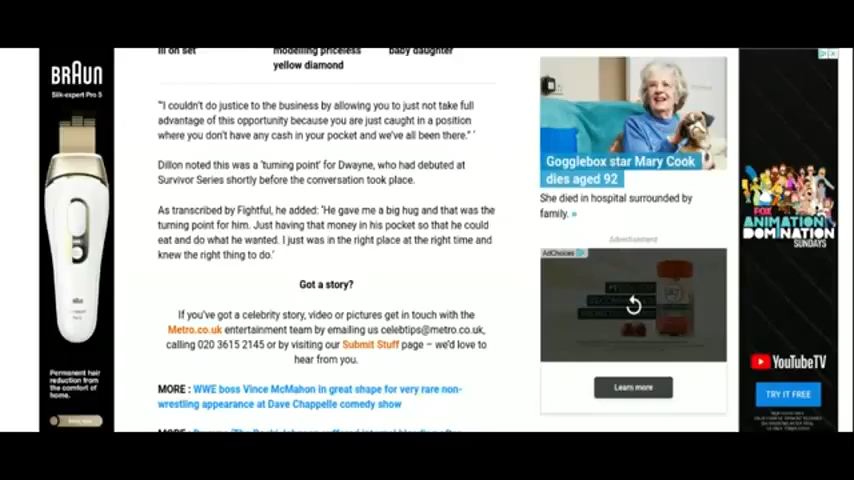 ill on set
modelling priceless
yellow diamond
baby daughter
"'I couldn't do justice to the business by allowing you to just not take full
advantage of this opportunity because you are just caught in a position
where you don't have any cash in your pocket and we've all been there." '
Dillon noted this was a 'turning point' for Dwayne, who had debuted at
Survivor Series shortly before the conversation took place.
As transcribed by Fightful, he added: 'He gave me a big hug and that was the
turning point for him. Just having that money in his pocket so that he could
eat and do what he wanted. I just was in the right place at the right time and
knew the right thing to do.'
Got a story?
If you've got a celebrity story, video or pictures get in touch with the
Metro.co.uk entertainment team by emailing us celebtips@metro.co.uk,
calling 020 3615 2145 or by visiting our Submit Stuff page – we'd love to
hear from you.
MORE : WWE boss Vince McMahon in great shape for very rare non-
wrestling appearance at Dave Chappelle comedy show
BRAUN
Silk-expert Pro 5
Permanent hair
reduction from
the comfort of
home.
Gogglebox star Mary Cook
dies aged 92
She died in hospital surrounded by
family. »
Advertisement
AdChoices
Learn more
FOX
ANIMATION
DOMINATION
SUNDAYS
YouTubeTV
TRY IT FREE